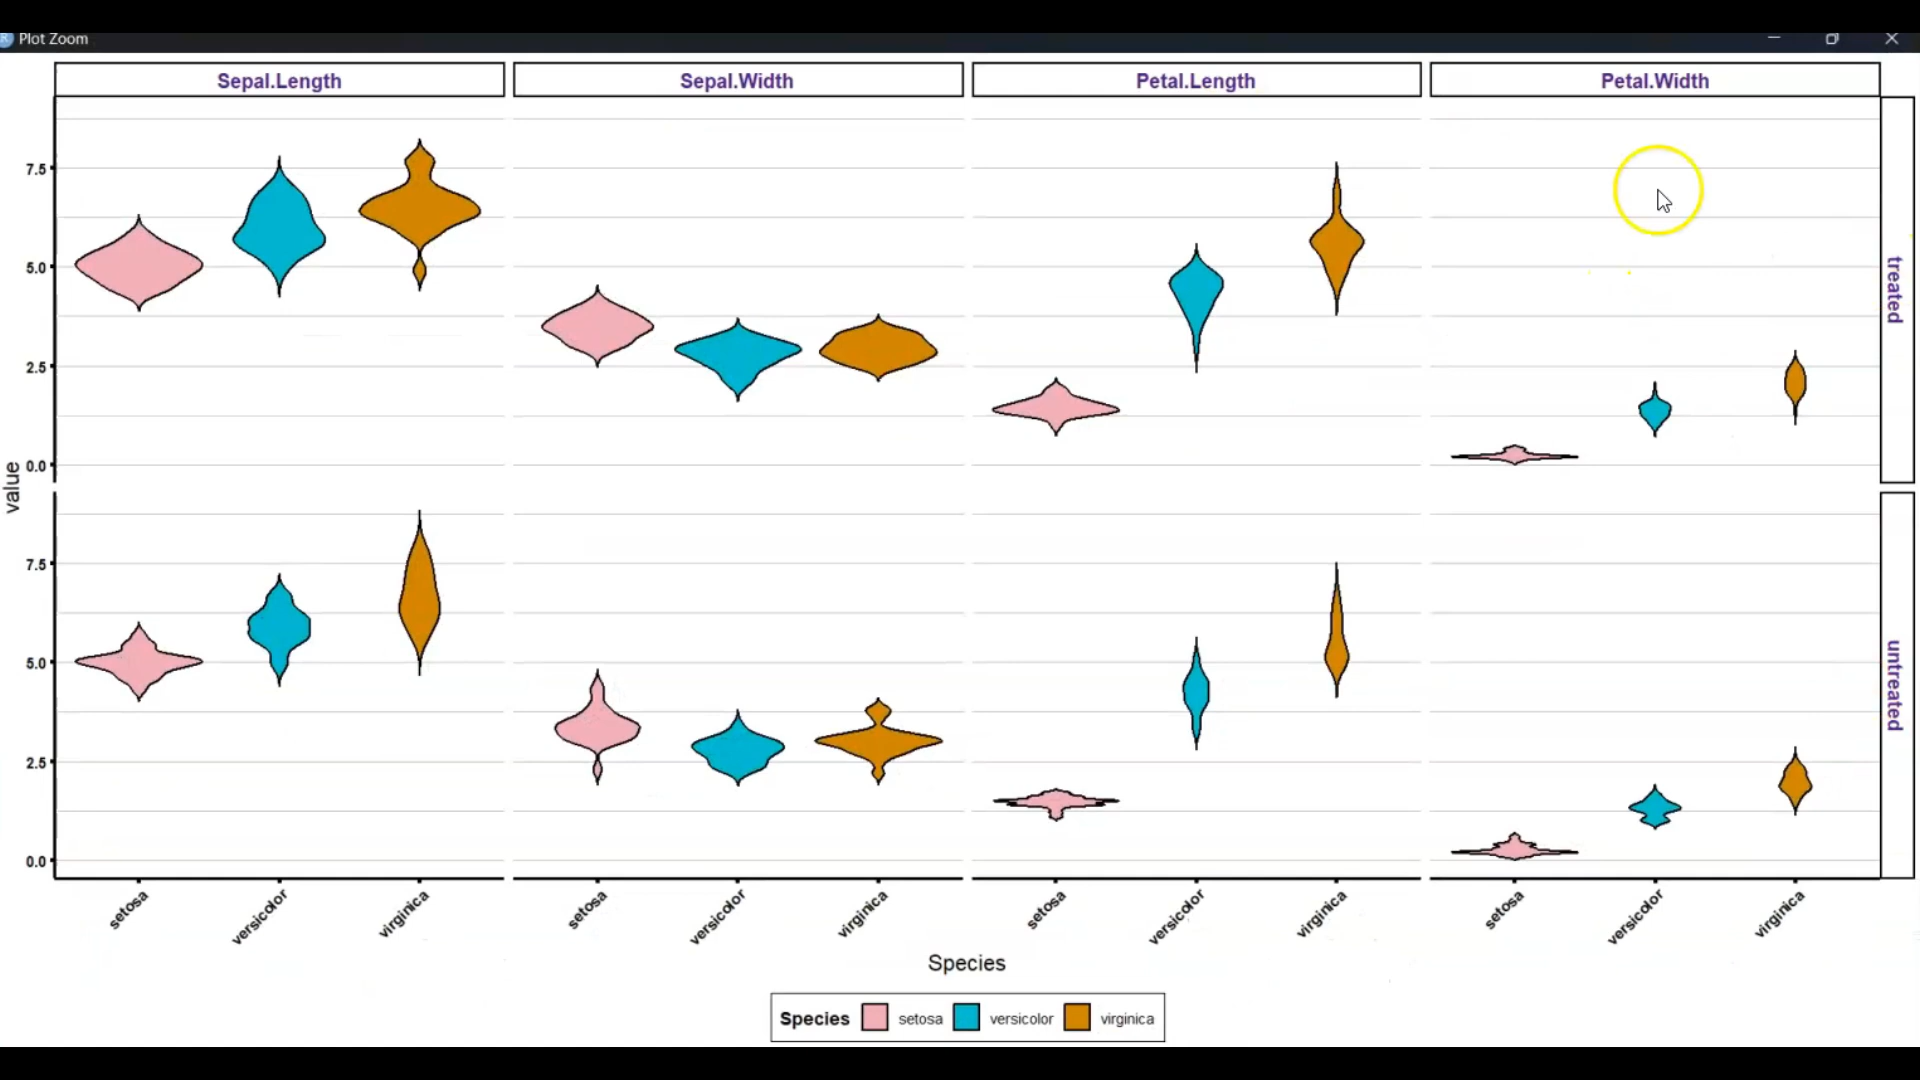 R Plot Zoom
Sepal.Length Sepal.Width Petal.Length Petal.Width
7.5
5.0
2.5
0.0
treated
value
7.5
5.0
2.5
0.0
untreated
setosa versicolor virginica setosa versicolor virginica setosa versicolor virginica setosa versicolor virginica
Species
Species setosa versicolor virginica